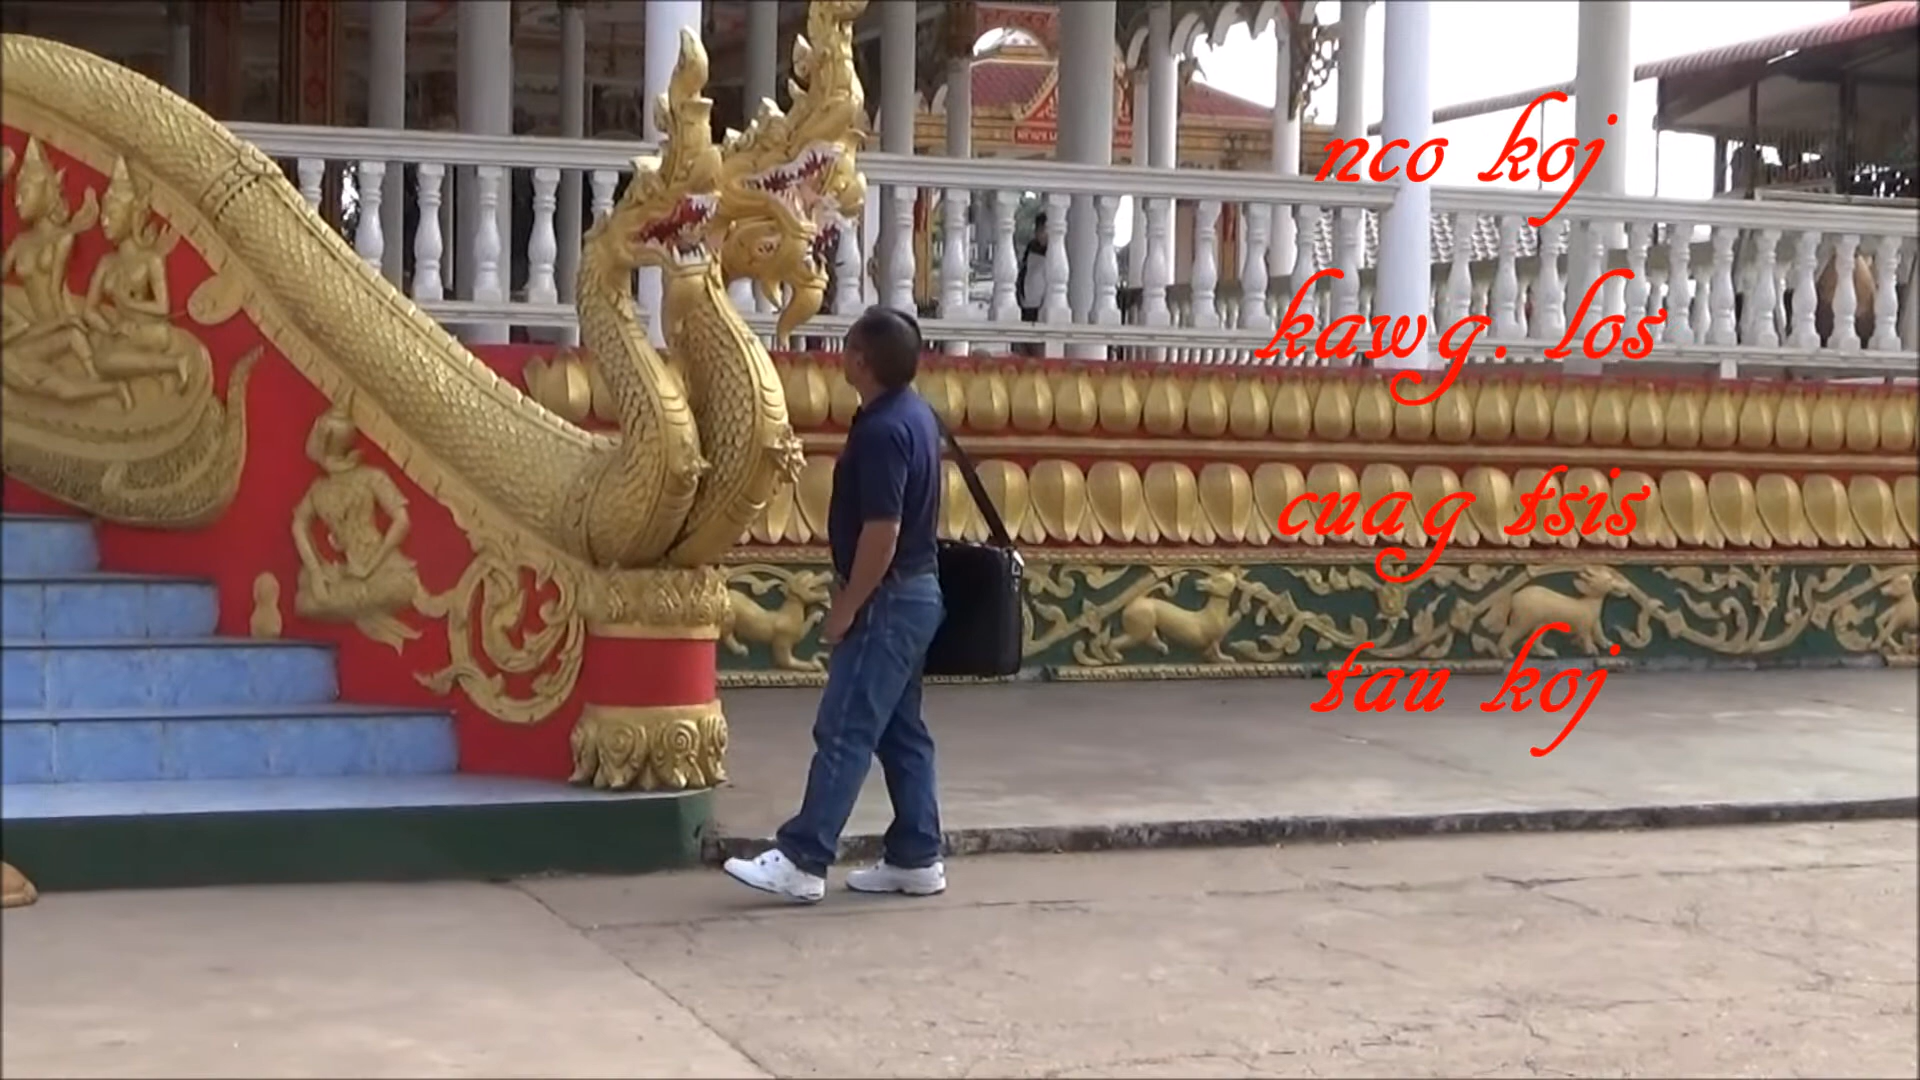 nco koj
kawg. los
cuag tsis
tau koj